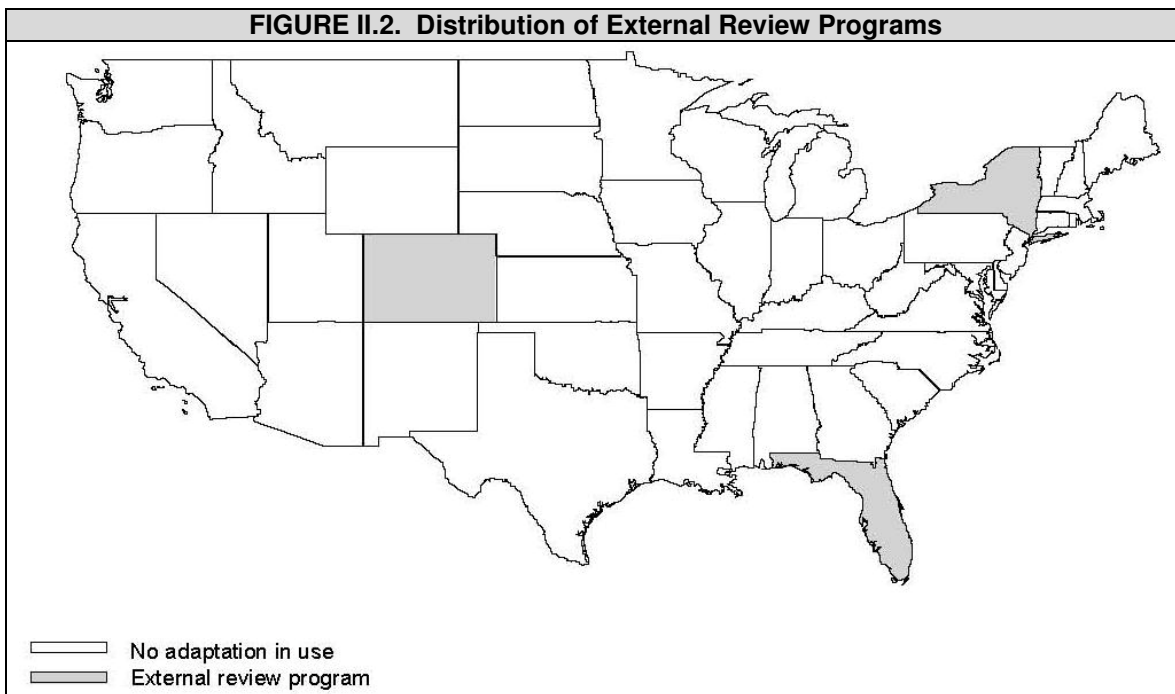 FIGURE II.2. Distribution of External Review Programs
No adaptation in use
External review program